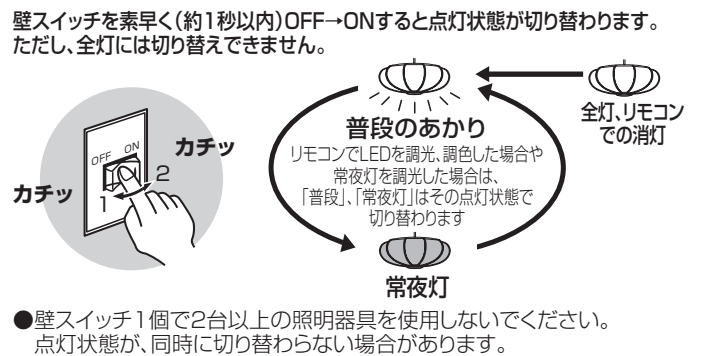 壁スイッチを素早く(約1秒以内)OFF→ONすると点灯状態が切り替わります。
ただし、全灯には切り替えできません。
全灯、リモコン
での消灯
普段のあかり
リモコンでLEDを調光、調色した場合や
常夜灯を調光した場合は、
「普段」、「常夜灯」はその点灯状態で
切り替わります
常夜灯
OFF ON
カチッ
2
カチッ
1
●壁スイッチ1個で2台以上の照明器具を使用しないでください。
点灯状態が、同時に切り替わらない場合があります。